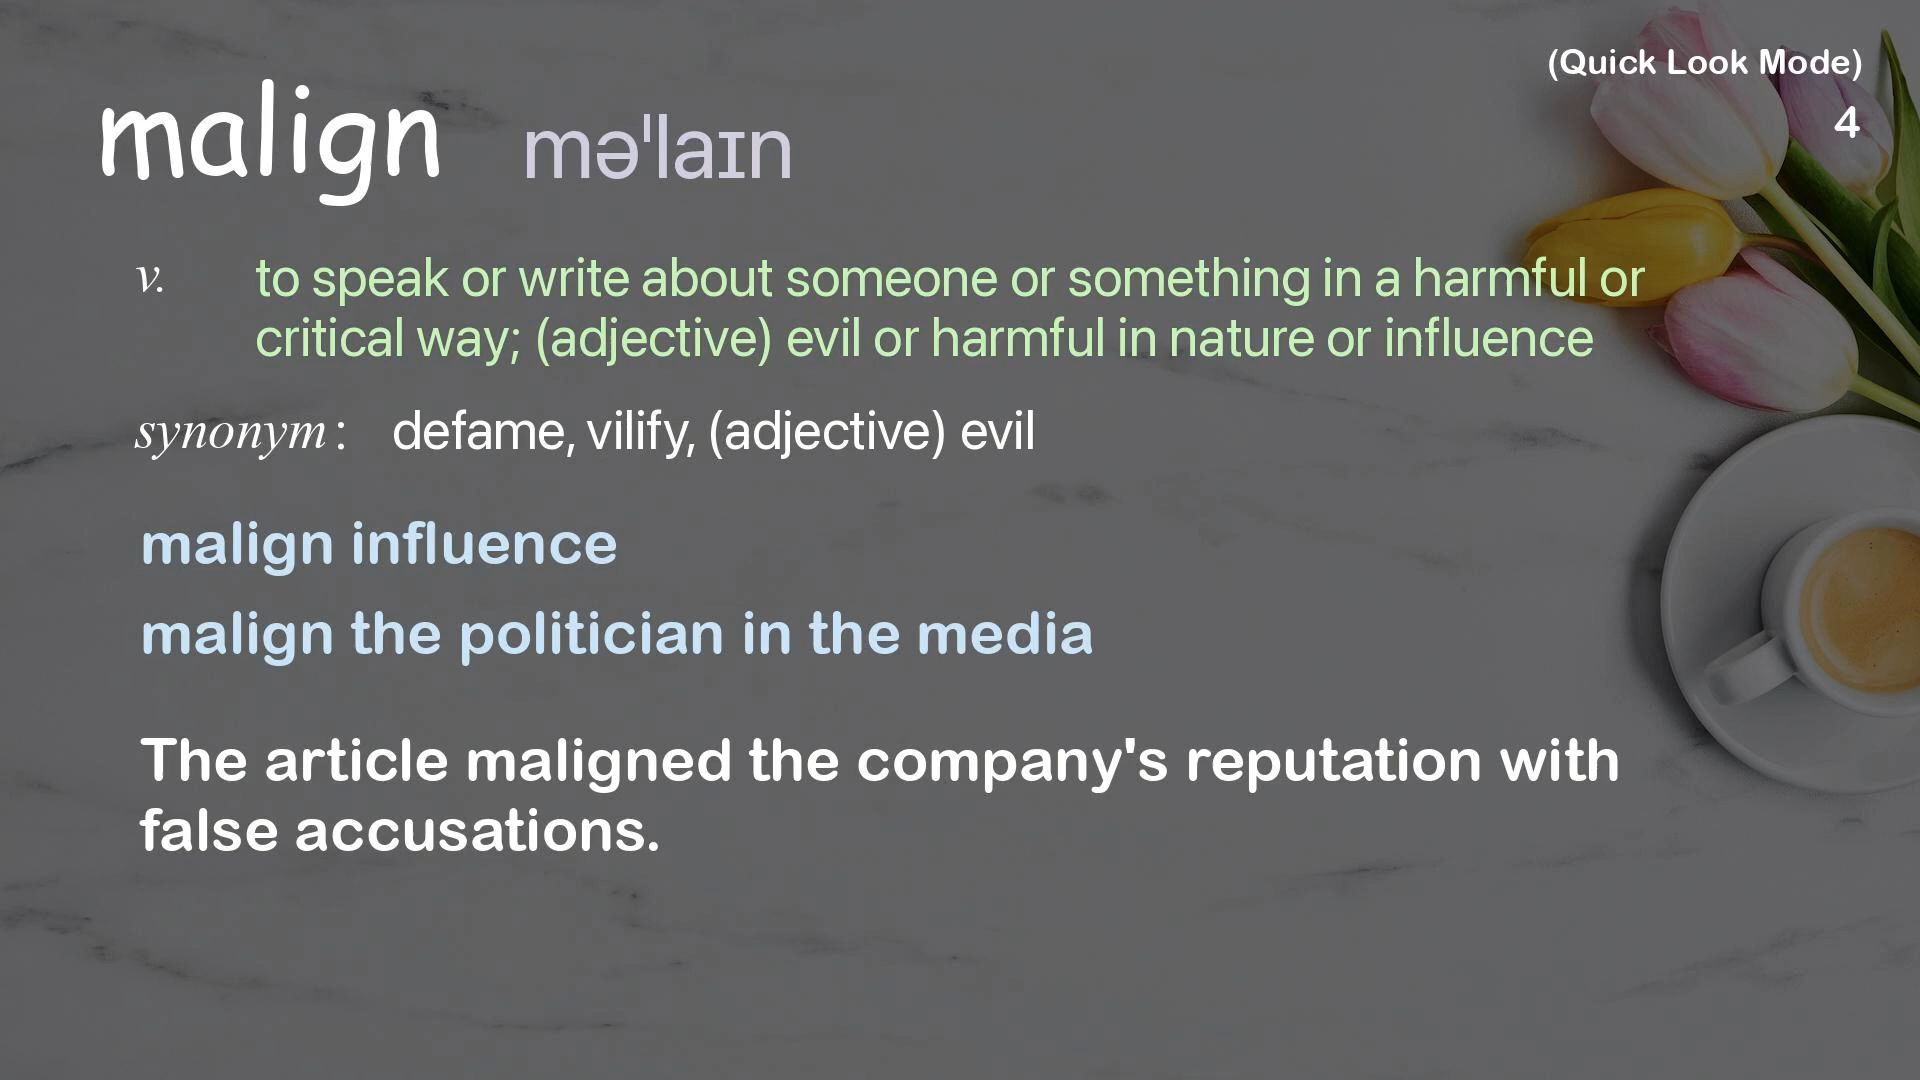 (Quick Look Mode)
4
malign məˈlaɪn
v. to speak or write about someone or something in a harmful or
critical way; (adjective) evil or harmful in nature or influence
synonym: defame, vilify, (adjective) evil
malign influence
malign the politician in the media
The article maligned the company's reputation with
false accusations.